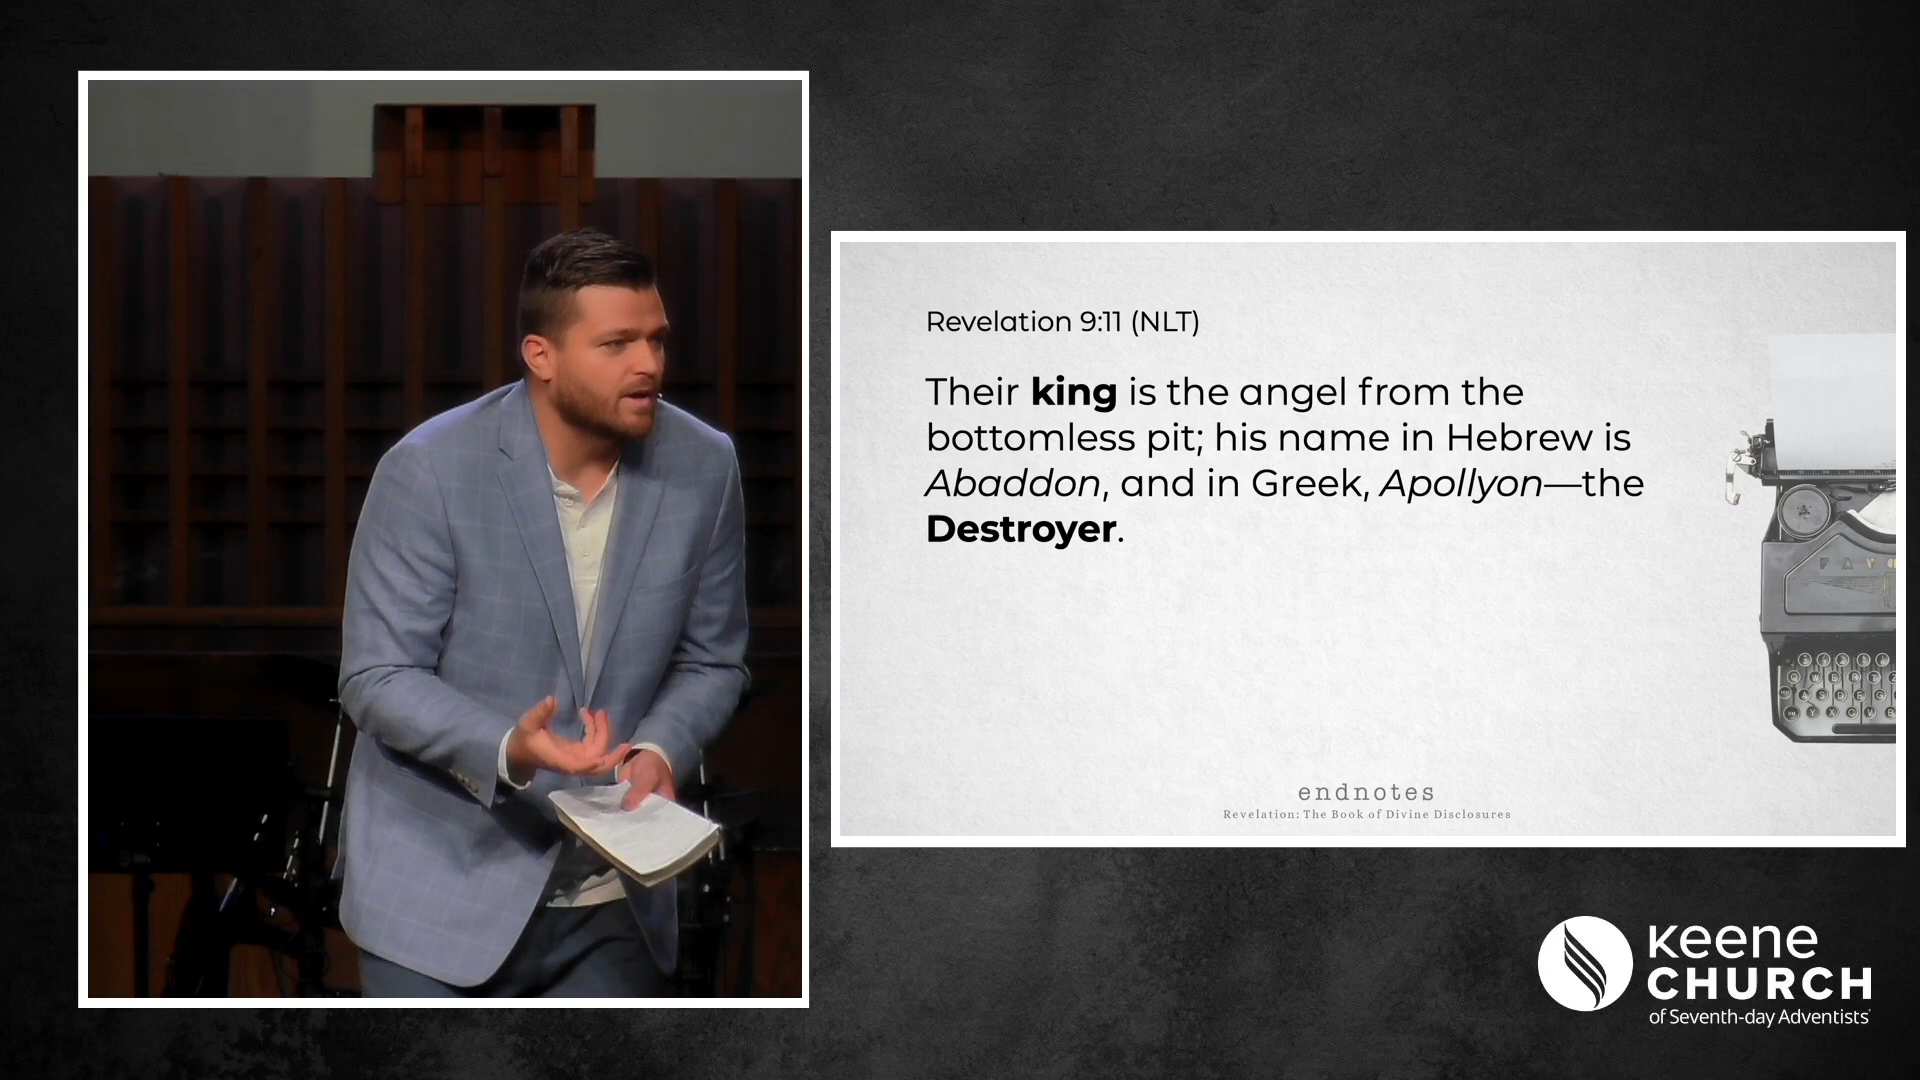 Revelation 9:11 (NLT)
Their king is the angel from the
bottomless pit; his name in Hebrew is
Abaddon, and in Greek, Apollyon—the
Destroyer.
endnotes
Revelation: The Book of Divine Disclosures
Keene
CHURCH
of Seventh-day Adventists